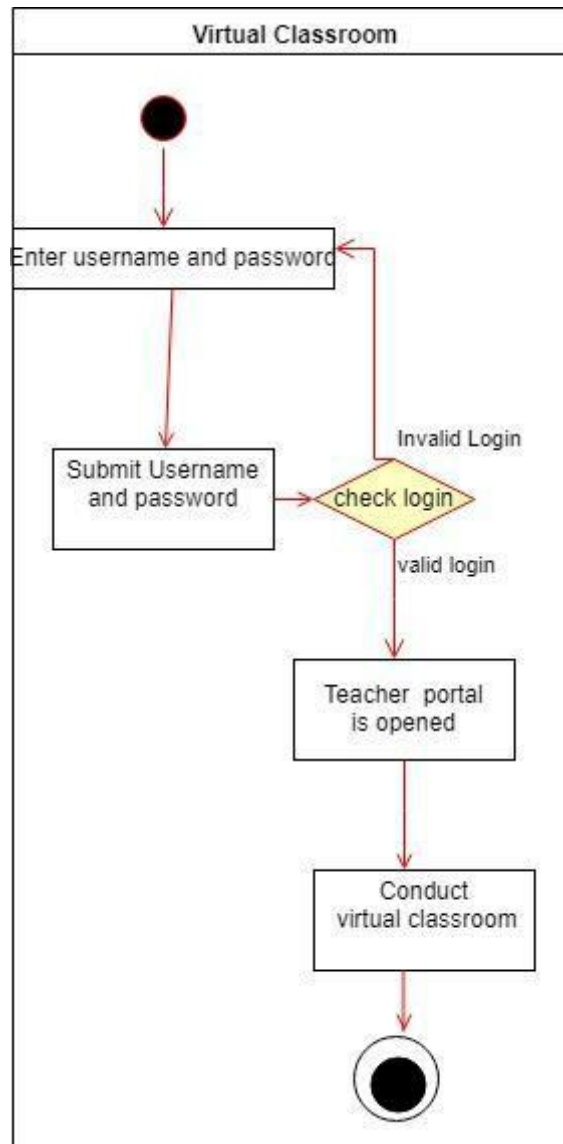 Virtual Classroom
Enter username and password
Invalid Login
Submit Username
and password
check login
valid login
Teacher portal
is opened
Conduct
virtual classroom